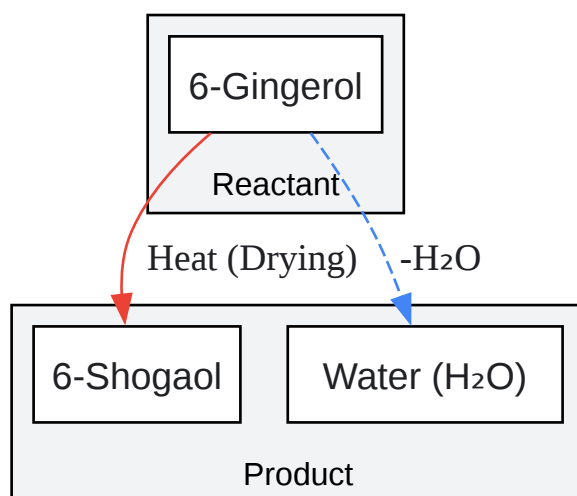 6-Gingerol
Reactant
Heat (Drying)
-H₂O
6-Shogaol
Water (H₂O)
Product